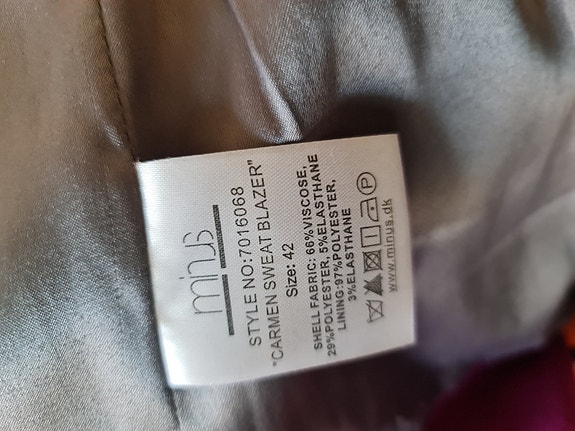 minus
STYLE NO:7016068
"CARMEN SWEAT BLAZER"
Size: 42
SHELL FABRIC: 66%VISCOSE,
29%POLYESTER, 5%ELASTHANE
LINING:97%POLYESTER,
3%ELASTHANE
P
www.minus.dk